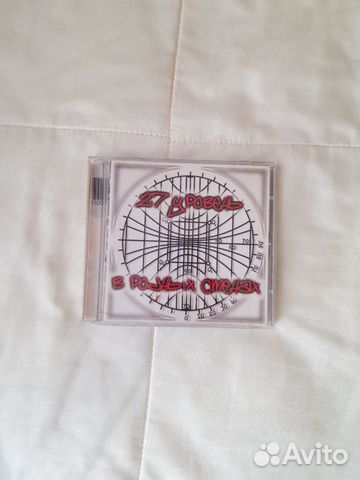 27 уровень
в родных стенах
Avito